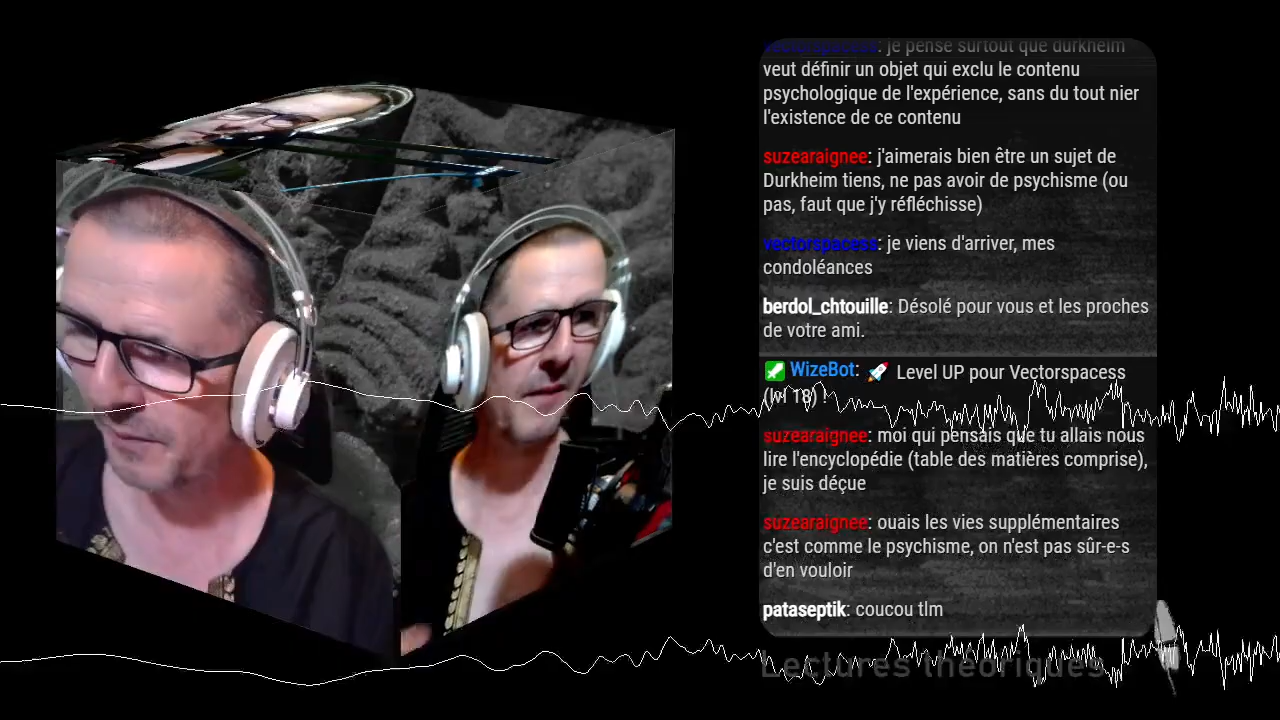 vectorspacess: je pense surtout que durkheim
veut définir un objet qui exclu le contenu
psychologique de l'expérience, sans du tout nier
l'existence de ce contenu
suzearaignee: j'aimerais bien être un sujet de
Durkheim tiens, ne pas avoir de psychisme (ou
pas, faut que j'y réfléchisse)
vectorspacess: je viens d'arriver, mes
condoléances
berdol_chtouille: Désolé pour vous et les proches
de votre ami.
WizeBot: 🚀 Level UP pour Vectorspacess
(lvl 18) !
suzearaignee: moi qui pensais que tu allais nous
lire l'encyclopédie (table des matières comprise),
je suis déçue
suzearaignee: ouais les vies supplémentaires
c'est comme le psychisme, on n'est pas sûr-e-s
d'en vouloir
pataseptik: coucou tlm
Lectures théoriques